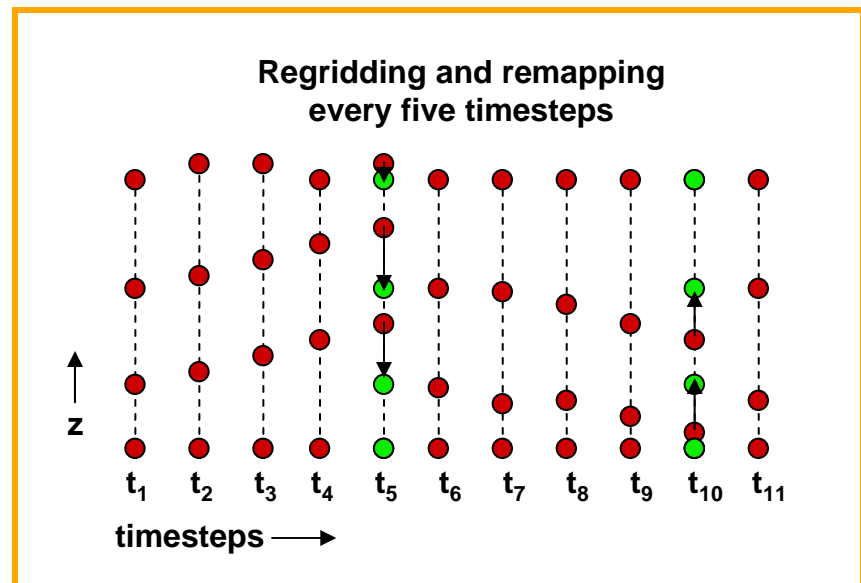 Regridding and remapping
every five timesteps
z
t₁ t₂ t₃ t₄ t₅ t₆ t₇ t₈ t₉ t₁₀ t₁₁
timesteps